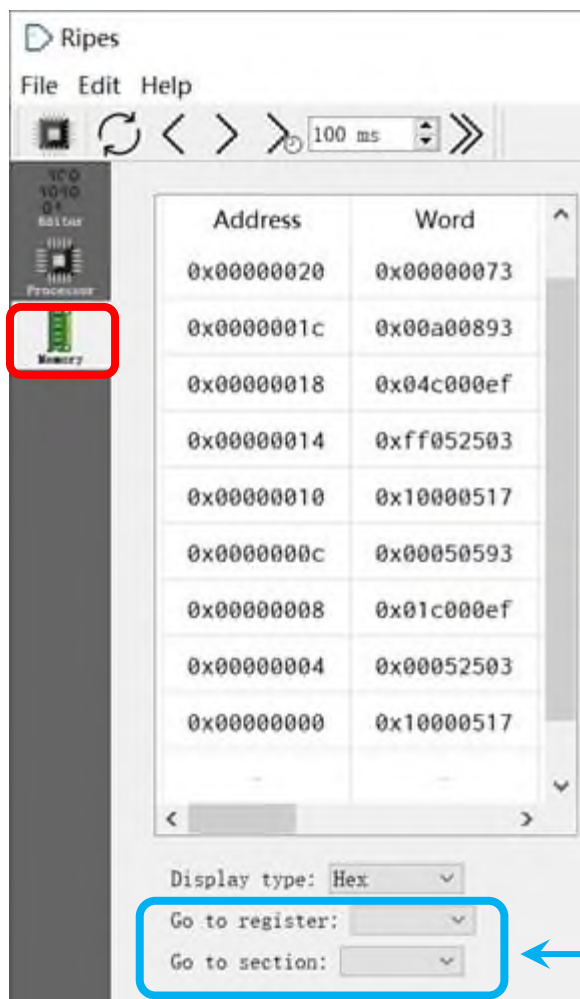 Ripes
File Edit Help
100 ms
Editor
Processor
Memory
Address Word
0x00000020 0x00000073
0x0000001c 0x00a00893
0x00000018 0x04c000ef
0x00000014 0xff052503
0x00000010 0x10000517
0x0000000c 0x00050593
0x00000008 0x01c000ef
0x00000004 0x00052503
0x00000000 0x10000517
- -
Display type: Hex
Go to register:
Go to section: